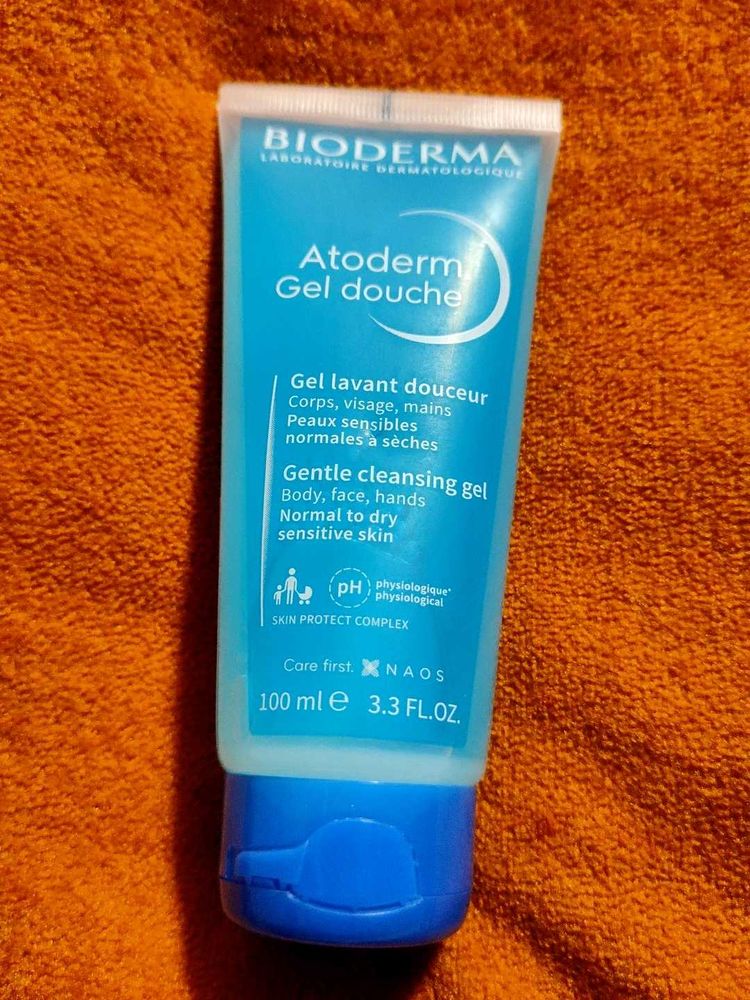 BIODERMA
LABORATOIRE DERMATOLOGIQUE
Atoderm
Gel douche
Gel lavant douceur
Corps, visage, mains
Peaux sensibles
normales à sèches
Gentle cleansing gel
Body, face, hands
Normal to dry
sensitive skin
pH
physiologique*
physiological
SKIN PROTECT COMPLEX
Care first. NAOS
100 ml ℮ 3.3 FL.OZ.